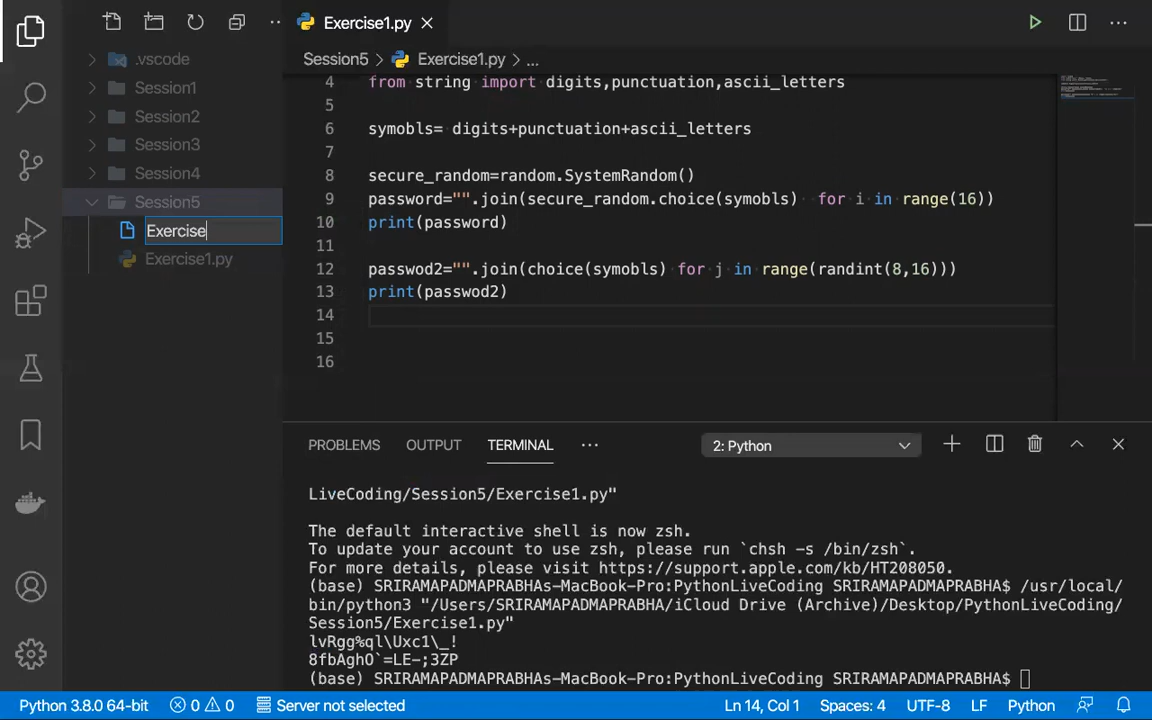 Exercise1.py
Session5 > Exercise1.py > ...
.vscode
Session1
Session2
Session3
Session4
Session5
Exercise
Exercise1.py
4 from string import digits,punctuation,ascii_letters
5
6 symobls= digits+punctuation+ascii_letters
7
8 secure_random=random.SystemRandom()
9 password="".join(secure_random.choice(symobls) for i in range(16))
10 print(password)
11
12 passwod2="".join(choice(symobls) for j in range(randint(8,16)))
13 print(passwod2)
14
15
16
PROBLEMS OUTPUT TERMINAL ... 2: Python
LiveCoding/Session5/Exercise1.py"
The default interactive shell is now zsh.
To update your account to use zsh, please run `chsh -s /bin/zsh`.
For more details, please visit https://support.apple.com/kb/HT208050.
(base) SRIRAMAPADMAPRABHAs-MacBook-Pro:PythonLiveCoding SRIRAMAPADMAPRABHA$ /usr/local/
bin/python3 "/Users/SRIRAMAPADMAPRABHA/iCloud Drive (Archive)/Desktop/PythonLiveCoding/
Session5/Exercise1.py"
lvRgg%ql\Uxc1\_!
8fbAghO`=LE-;3ZP
(base) SRIRAMAPADMAPRABHAs-MacBook-Pro:PythonLiveCoding SRIRAMAPADMAPRABHA$
Python 3.8.0 64-bit 0 0 Server not selected Ln 14, Col 1 Spaces: 4 UTF-8 LF Python